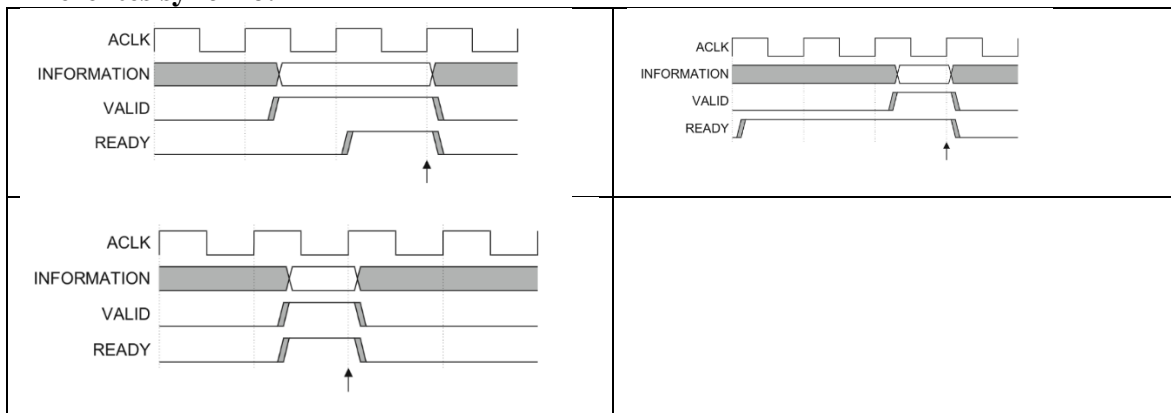 ACLK
INFORMATION
VALID
READY
ACLK
INFORMATION
VALID
READY
ACLK
INFORMATION
VALID
READY